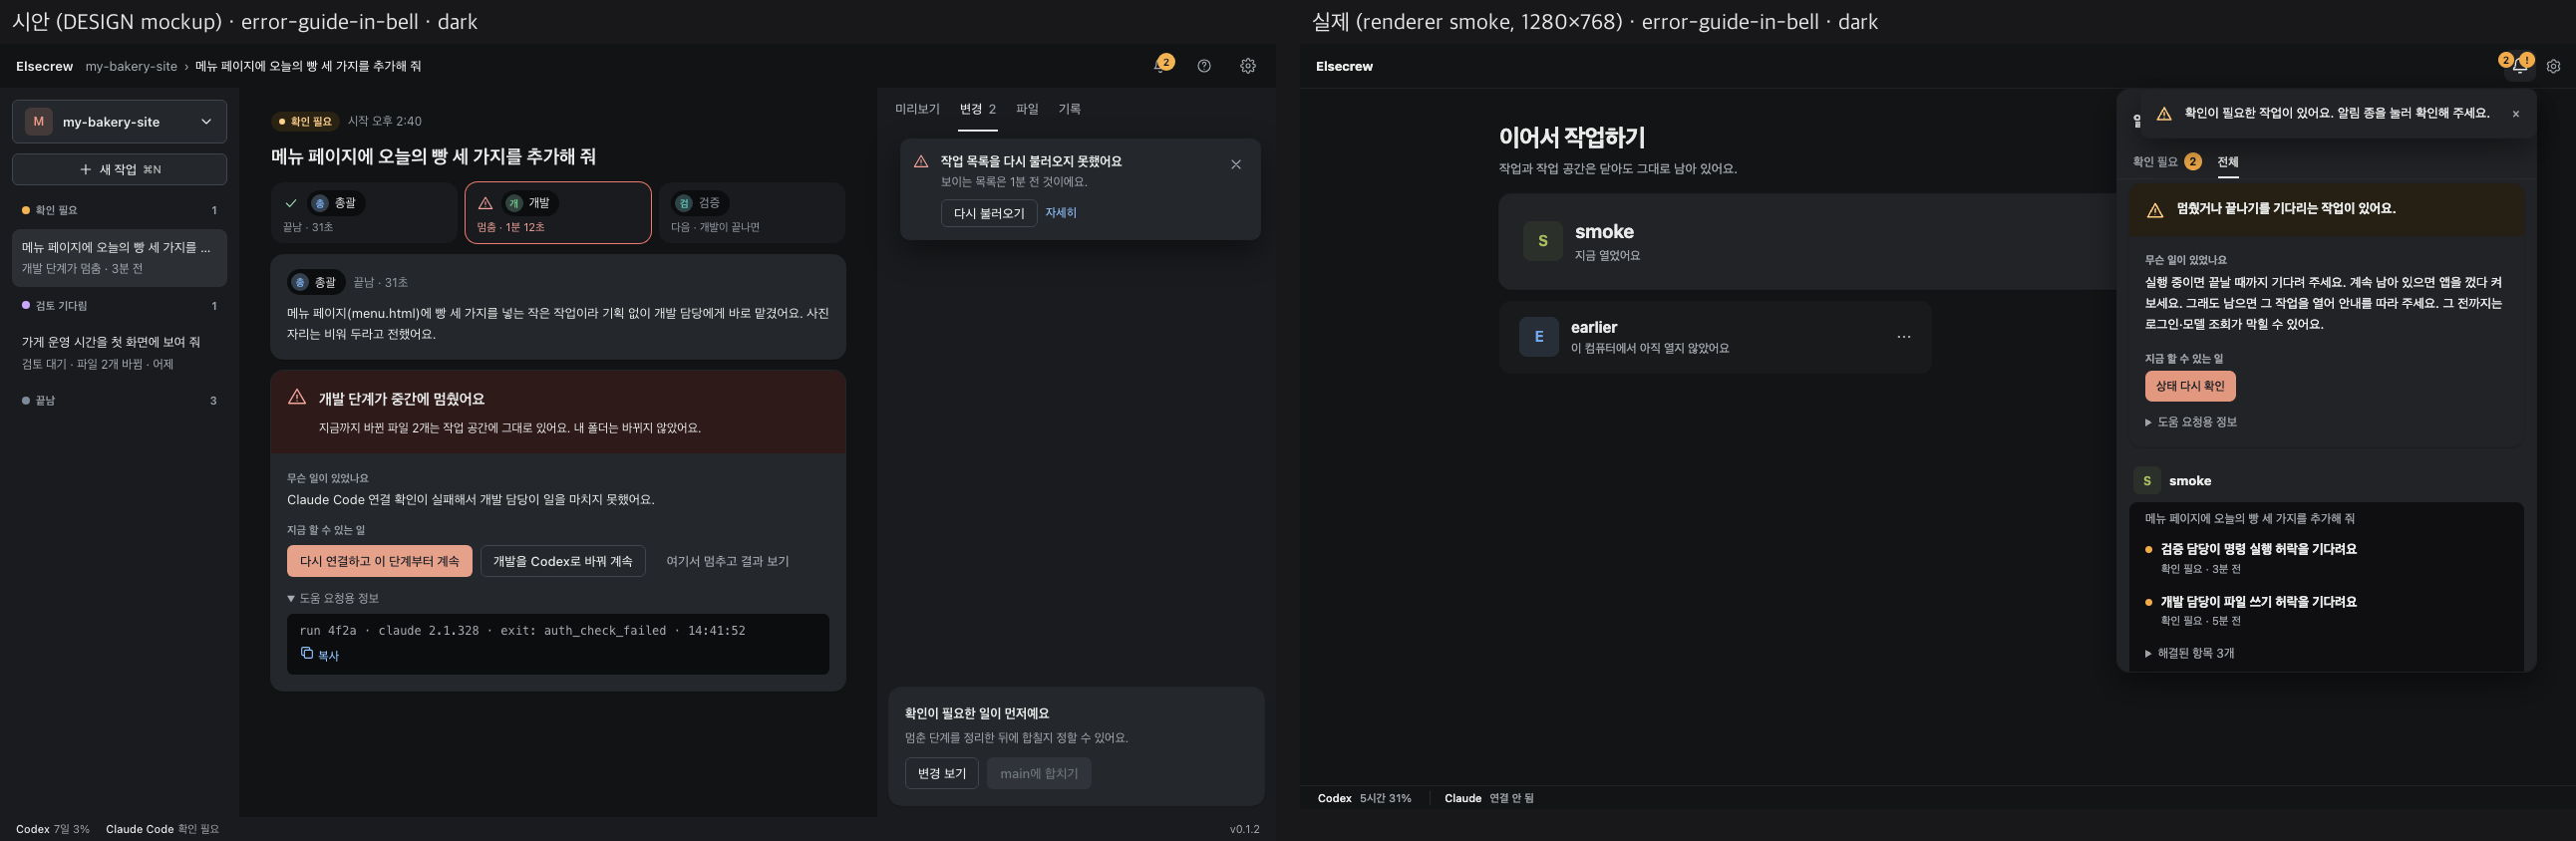 시안 (DESIGN mockup) · error-guide-in-bell · dark
Elsecrew my-bakery-site › 메뉴 페이지에 오늘의 빵 세 가지를 추가해 줘
2
M my-bakery-site
+ 새 작업 ⌘N
확인 필요 1
메뉴 페이지에 오늘의 빵 세 가지를 ...
개발 단계가 멈춤 · 3분 전
검토 기다림 1
가게 운영 시간을 첫 화면에 보여 줘
검토 대기 · 파일 2개 바뀜 · 어제
끝남 3
확인 필요 시작 오후 2:40
메뉴 페이지에 오늘의 빵 세 가지를 추가해 줘
총 총괄
끝남 · 31초
개 개발
멈춤 · 1분 12초
검 검증
다음 · 개발이 끝나면
총 총괄 끝남 · 31초
메뉴 페이지(menu.html)에 빵 세 가지를 넣는 작은 작업이라 기획 없이 개발 담당에게 바로 맡겼어요. 사진
자리는 비워 두라고 전했어요.
개발 단계가 중간에 멈췄어요
지금까지 바뀐 파일 2개는 작업 공간에 그대로 있어요. 내 폴더는 바뀌지 않았어요.
무슨 일이 있었나요
Claude Code 연결 확인이 실패해서 개발 담당이 일을 마치지 못했어요.
지금 할 수 있는 일
다시 연결하고 이 단계부터 계속 개발을 Codex로 바꿔 계속 여기서 멈추고 결과 보기
▼ 도움 요청용 정보
run 4f2a · claude 2.1.328 · exit: auth_check_failed · 14:41:52
복사
미리보기 변경 2 파일 기록
작업 목록을 다시 불러오지 못했어요
보이는 목록은 1분 전 것이에요.
다시 불러오기 자세히
확인이 필요한 일이 먼저예요
멈춘 단계를 정리한 뒤에 합칠지 정할 수 있어요.
변경 보기 main에 합치기
Codex 7일 3% Claude Code 확인 필요
v0.1.2
실제 (renderer smoke, 1280×768) · error-guide-in-bell · dark
Elsecrew
2 !
이어서 작업하기
작업과 작업 공간은 닫아도 그대로 남아 있어요.
S smoke
지금 열었어요
E earlier
이 컴퓨터에서 아직 열지 않았어요
...
확인이 필요한 작업이 있어요. 알림 종을 눌러 확인해 주세요. ×
확인 필요 2 전체
멈췄거나 끝나기를 기다리는 작업이 있어요.
무슨 일이 있었나요
실행 중이면 끝날 때까지 기다려 주세요. 계속 남아 있으면 앱을 껐다 켜
보세요. 그래도 남으면 그 작업을 열어 안내를 따라 주세요. 그 전까지는
로그인·모델 조회가 막힐 수 있어요.
지금 할 수 있는 일
상태 다시 확인
▶ 도움 요청용 정보
S smoke
메뉴 페이지에 오늘의 빵 세 가지를 추가해 줘
검증 담당이 명령 실행 허락을 기다려요
확인 필요 · 3분 전
개발 담당이 파일 쓰기 허락을 기다려요
확인 필요 · 5분 전
▶ 해결된 항목 3개
Codex 5시간 31% Claude 연결 안 됨